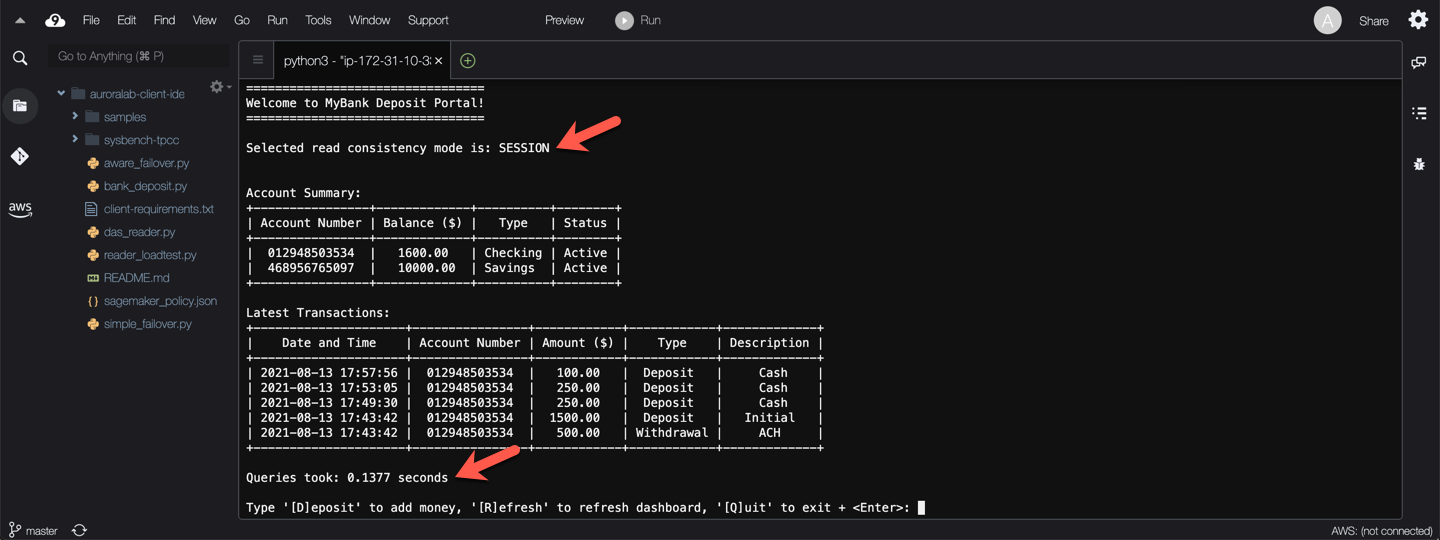 9 File Edit Find View Go Run Tools Window Support Preview Run A Share
Go to Anything (⌘ P)
auroralab-client-ide
samples
sysbench-tpcc
aware_failover.py
bank_deposit.py
client-requirements.txt
das_reader.py
reader_loadtest.py
README.md
sagemaker_policy.json
simple_failover.py
aws
python3 - "ip-172-31-10-3
=================================
Welcome to MyBank Deposit Portal!
=================================
Selected read consistency mode is: SESSION
Account Summary:
+----------------+-------------+----------+--------+
| Account Number | Balance ($) | Type | Status |
+----------------+-------------+----------+--------+
| 012948503534 | 1600.00 | Checking | Active |
| 468956765097 | 10000.00 | Savings | Active |
+----------------+-------------+----------+--------+
Latest Transactions:
+---------------------+----------------+-------------+------------+-------------+
| Date and Time | Account Number | Amount ($) | Type | Description |
+---------------------+----------------+-------------+------------+-------------+
| 2021-08-13 17:57:56 | 012948503534 | 100.00 | Deposit | Cash |
| 2021-08-13 17:53:05 | 012948503534 | 250.00 | Deposit | Cash |
| 2021-08-13 17:49:30 | 012948503534 | 250.00 | Deposit | Cash |
| 2021-08-13 17:43:42 | 012948503534 | 1500.00 | Deposit | Initial |
| 2021-08-13 17:43:42 | 012948503534 | 500.00 | Withdrawal | ACH |
+---------------------+----------------+-------------+------------+-------------+
Queries took: 0.1377 seconds
Type '[D]eposit' to add money, '[R]efresh' to refresh dashboard, '[Q]uit' to exit + <Enter>:
master
AWS: (not connected)